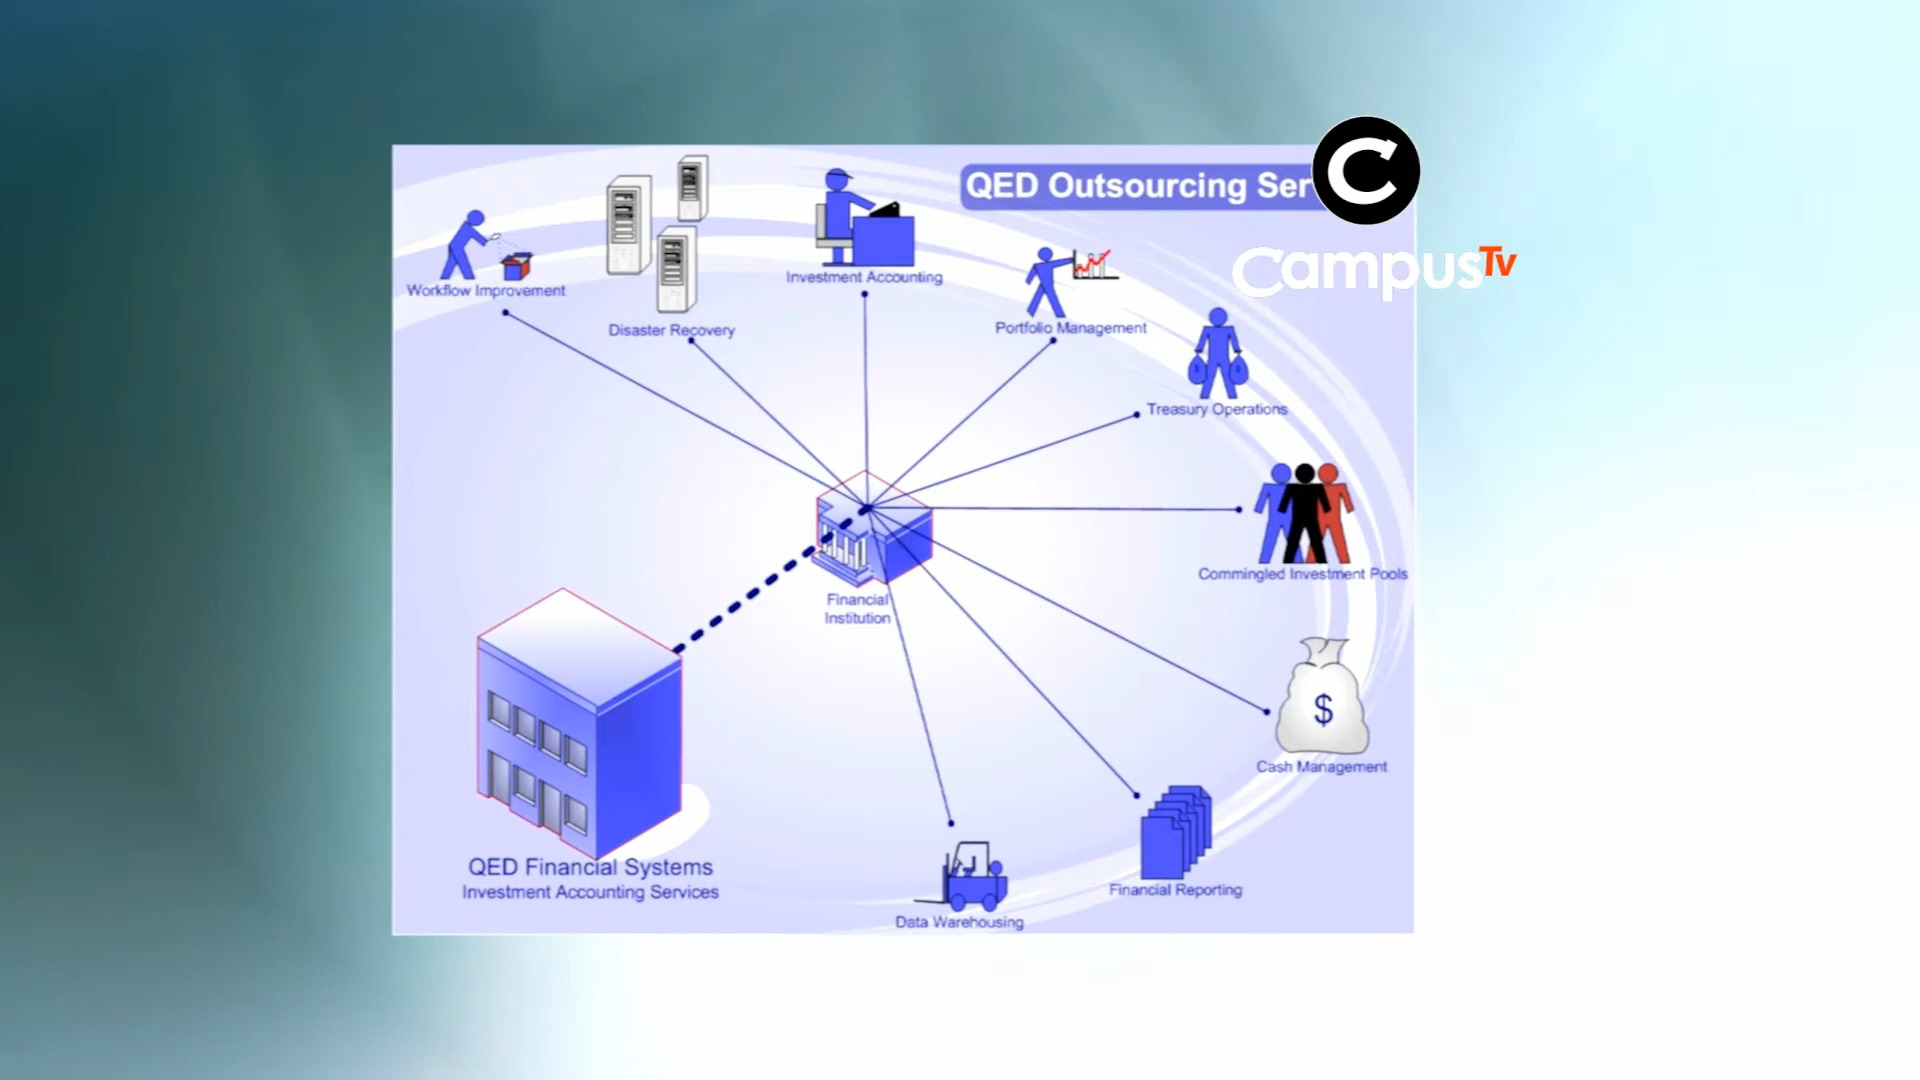 QED Outsourcing Ser
C
CampusTv
Workflow Improvement
Disaster Recovery
Investment Accounting
Portfolio Management
Treasury Operations
Commingled Investment Pools
Financial
Institution
$
Cash Management
QED Financial Systems
Investment Accounting Services
Financial Reporting
Data Warehousing